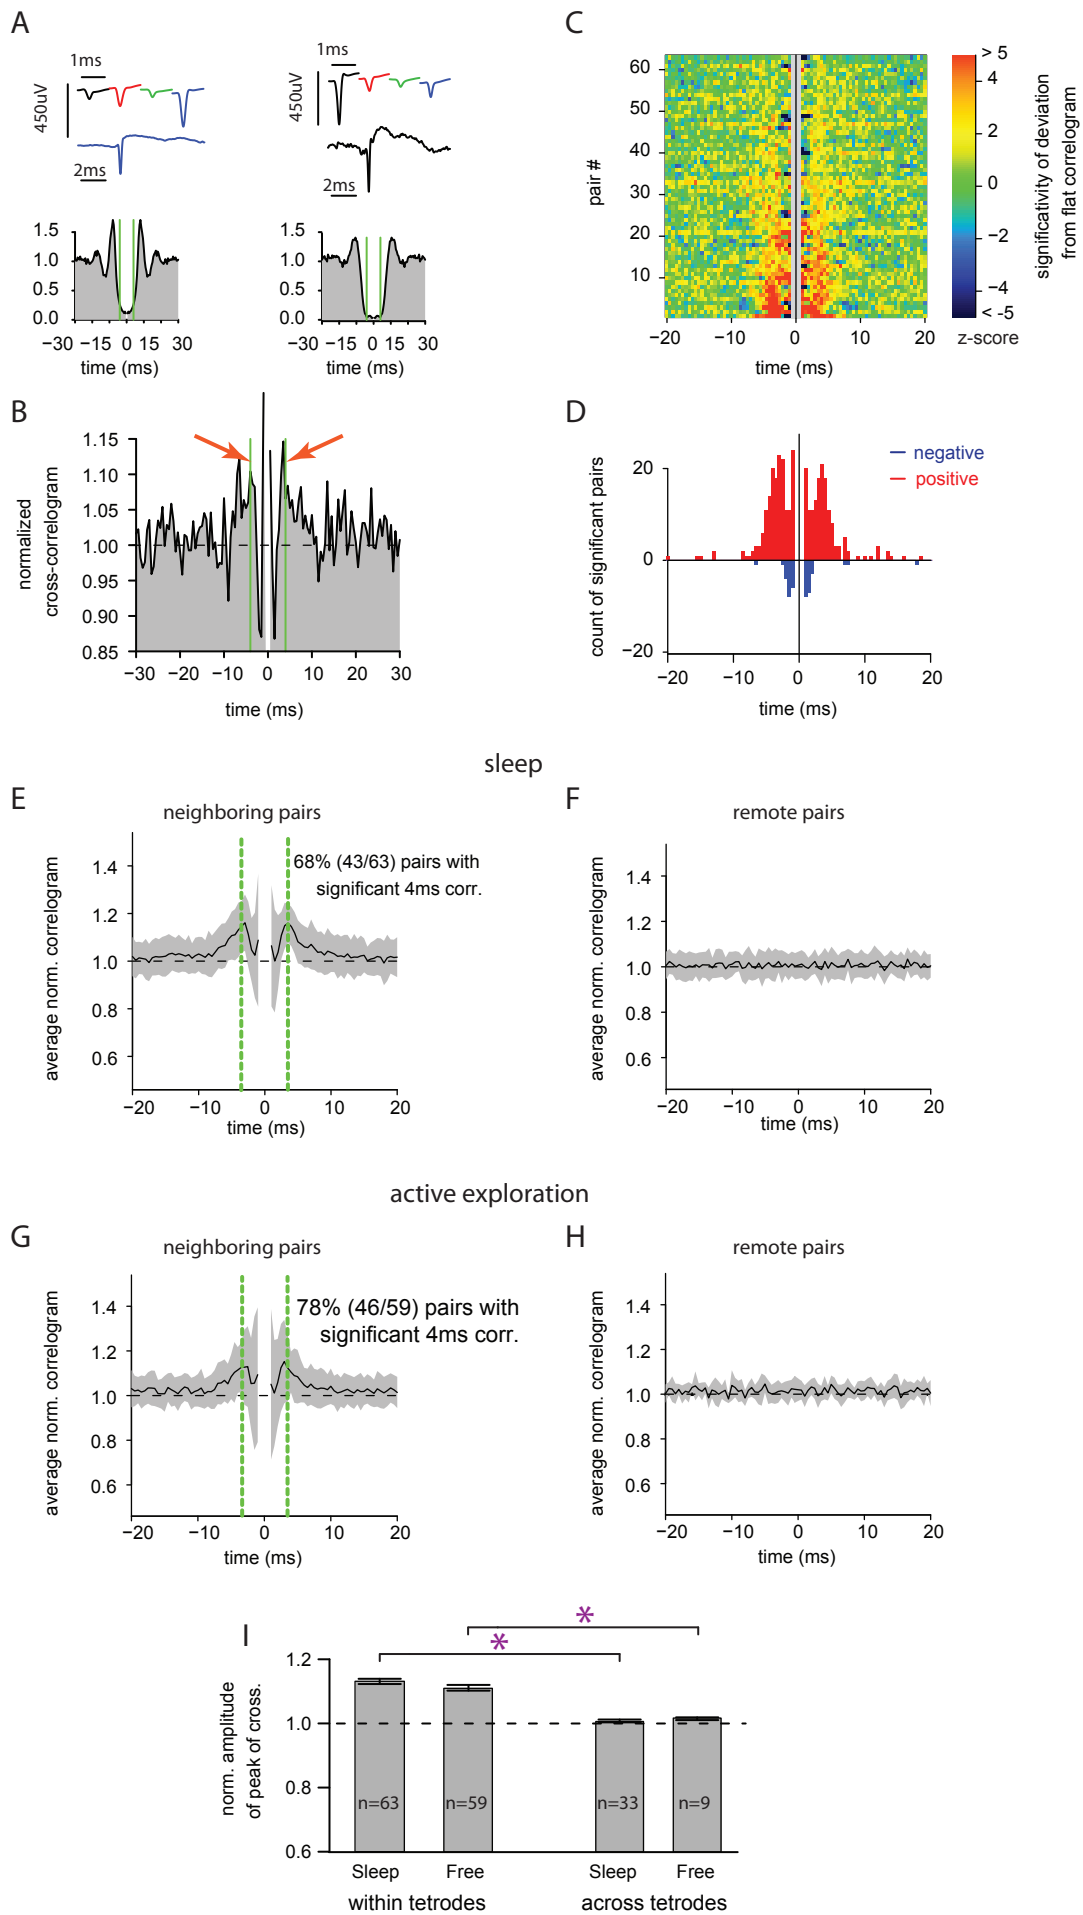 A
1ms
450uV
2ms
1.5
1.0
0.5
0.0
−30 −15 0 15 30
time (ms)
1ms
450uV
2ms
1.5
1.0
0.5
0.0
−30 −15 0 15 30
time (ms)
C
pair #
60
50
40
30
20
10
−20 −10 0 10 20
time (ms)
> 5
4
2
0
−2
−4
< -5
z-score
significativity of deviation
from flat correlogram
B
normalized
cross-correlogram
1.15
1.10
1.05
1.00
0.95
0.90
0.85
−30 −20 −10 0 10 20 30
time (ms)
D
count of significant pairs
20
0
−20
negative
positive
−20 −10 0 10 20
time (ms)
sleep
E
neighboring pairs
average norm. correlogram
1.4
1.2
1.0
0.8
0.6
68% (43/63) pairs with
significant 4ms corr.
−20 −10 0 10 20
time (ms)
F
remote pairs
average norm. correlogram
1.4
1.2
1.0
0.8
0.6
−20 −10 0 10 20
time (ms)
active exploration
G
neighboring pairs
average norm. correlogram
1.4
1.2
1.0
0.8
0.6
78% (46/59) pairs with
significant 4ms corr.
−20 −10 0 10 20
time (ms)
H
remote pairs
average norm. correlogram
1.4
1.2
1.0
0.8
0.6
−20 −10 0 10 20
time (ms)
I
norm. amplitude
of peak of cross.
1.2
1.0
0.8
0.6
*
*
n=63 n=59 n=33 n=9
Sleep Free Sleep Free
within tetrodes across tetrodes